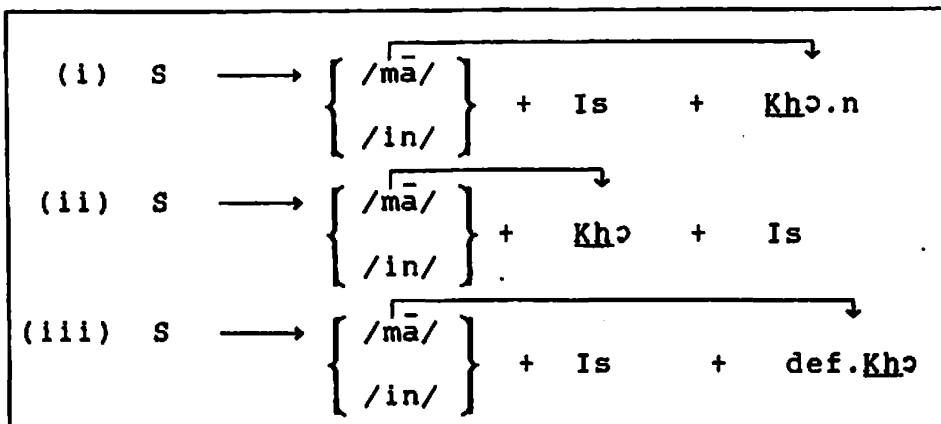 (i) S ⟶ { /mā/ /in/ } + Is + Khɔ.n
(ii) S ⟶ { /mā/ /in/ } + Khɔ + Is
(iii) S ⟶ { /mā/ /in/ } + Is + def.Khɔ